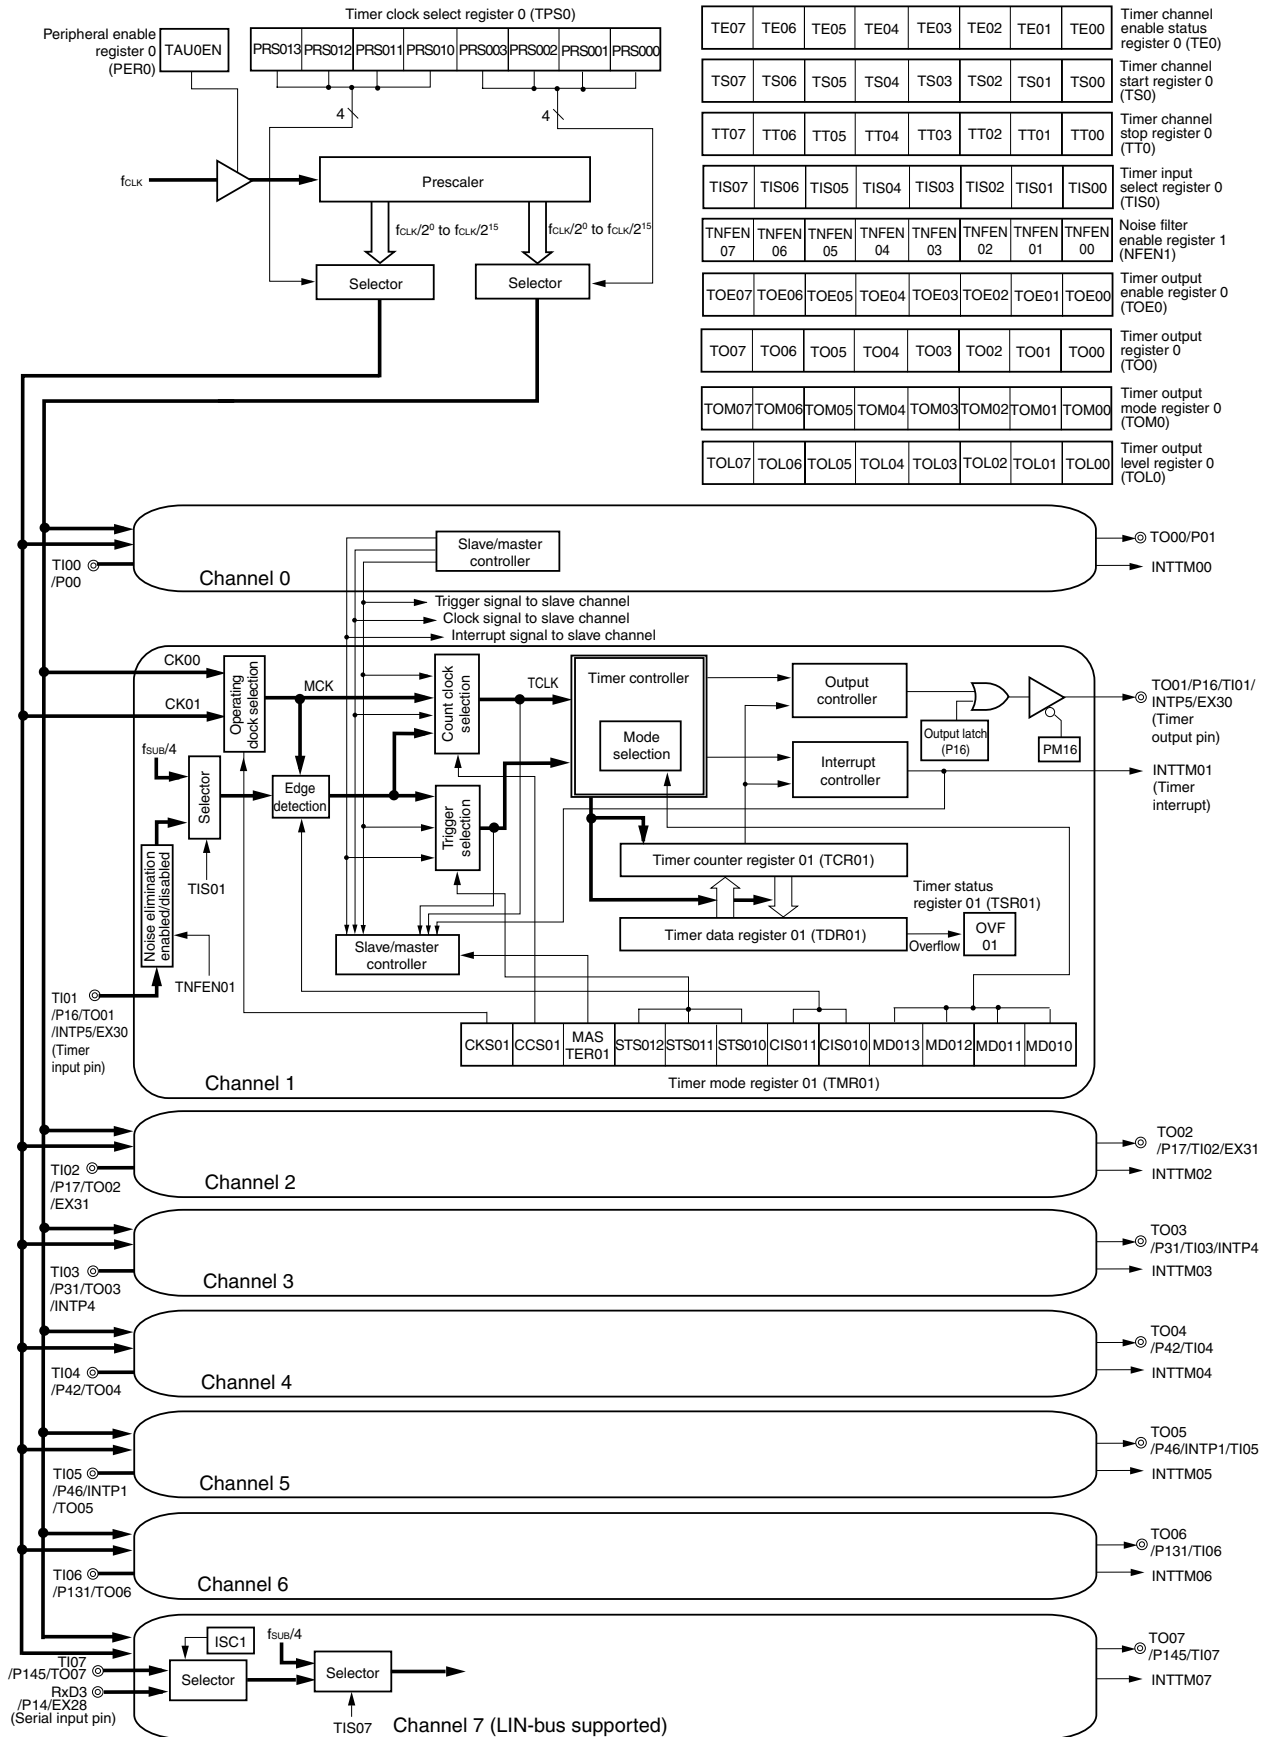 Timer clock select register 0 (TPS0)
Peripheral enable
register 0
(PER0)
TAU0EN
PRS013 PRS012 PRS011 PRS010 PRS003 PRS002 PRS001 PRS000
4
4
fCLK
Prescaler
fCLK/2⁰ to fCLK/2¹⁵
fCLK/2⁰ to fCLK/2¹⁵
Selector
Selector
TE07 TE06 TE05 TE04 TE03 TE02 TE01 TE00
Timer channel
enable status
register 0 (TE0)
TS07 TS06 TS05 TS04 TS03 TS02 TS01 TS00
Timer channel
start register 0
(TS0)
TT07 TT06 TT05 TT04 TT03 TT02 TT01 TT00
Timer channel
stop register 0
(TT0)
TIS07 TIS06 TIS05 TIS04 TIS03 TIS02 TIS01 TIS00
Timer input
select register 0
(TIS0)
TNFEN TNFEN TNFEN TNFEN TNFEN TNFEN TNFEN TNFEN
07 06 05 04 03 02 01 00
Noise filter
enable register 1
(NFEN1)
TOE07 TOE06 TOE05 TOE04 TOE03 TOE02 TOE01 TOE00
Timer output
enable register 0
(TOE0)
TO07 TO06 TO05 TO04 TO03 TO02 TO01 TO00
Timer output
register 0
(TO0)
TOM07 TOM06 TOM05 TOM04 TOM03 TOM02 TOM01 TOM00
Timer output
mode register 0
(TOM0)
TOL07 TOL06 TOL05 TOL04 TOL03 TOL02 TOL01 TOL00
Timer output
level register 0
(TOL0)
TI00
/P00
Channel 0
Slave/master
controller
TO00/P01
INTTM00
Trigger signal to slave channel
Clock signal to slave channel
Interrupt signal to slave channel
CK00
CK01
Operating
clock selection
MCK
Count clock
selection
TCLK
Timer controller
Mode
selection
Output
controller
Output latch
(P16)
PM16
TO01/P16/TI01/
INTP5/EX30
(Timer
output pin)
fSUB/4
Selector
Edge
detection
Trigger
selection
Interrupt
controller
INTTM01
(Timer
interrupt)
TIS01
Noise elimination
enabled/disabled
TNFEN01
Timer counter register 01 (TCR01)
Timer data register 01 (TDR01)
Timer status
register 01 (TSR01)
Overflow
OVF
01
Slave/master
controller
TI01
/P16/TO01
/INTP5/EX30
(Timer
input pin)
CKS01 CCS01 MAS TER01 STS012 STS011 STS010 CIS011 CIS010 MD013 MD012 MD011 MD010
Timer mode register 01 (TMR01)
Channel 1
TI02
/P17/TO02
/EX31
Channel 2
TO02
/P17/TI02/EX31
INTTM02
TI03
/P31/TO03
/INTP4
Channel 3
TO03
/P31/TI03/INTP4
INTTM03
TI04
/P42/TO04
Channel 4
TO04
/P42/TI04
INTTM04
TI05
/P46/INTP1
/TO05
Channel 5
TO05
/P46/INTP1/TI05
INTTM05
TI06
/P131/TO06
Channel 6
TO06
/P131/TI06
INTTM06
TI07
/P145/TO07
RxD3
/P14/EX28
(Serial input pin)
ISC1
Selector
fSUB/4
Selector
TIS07
Channel 7 (LIN-bus supported)
TO07
/P145/TI07
INTTM07